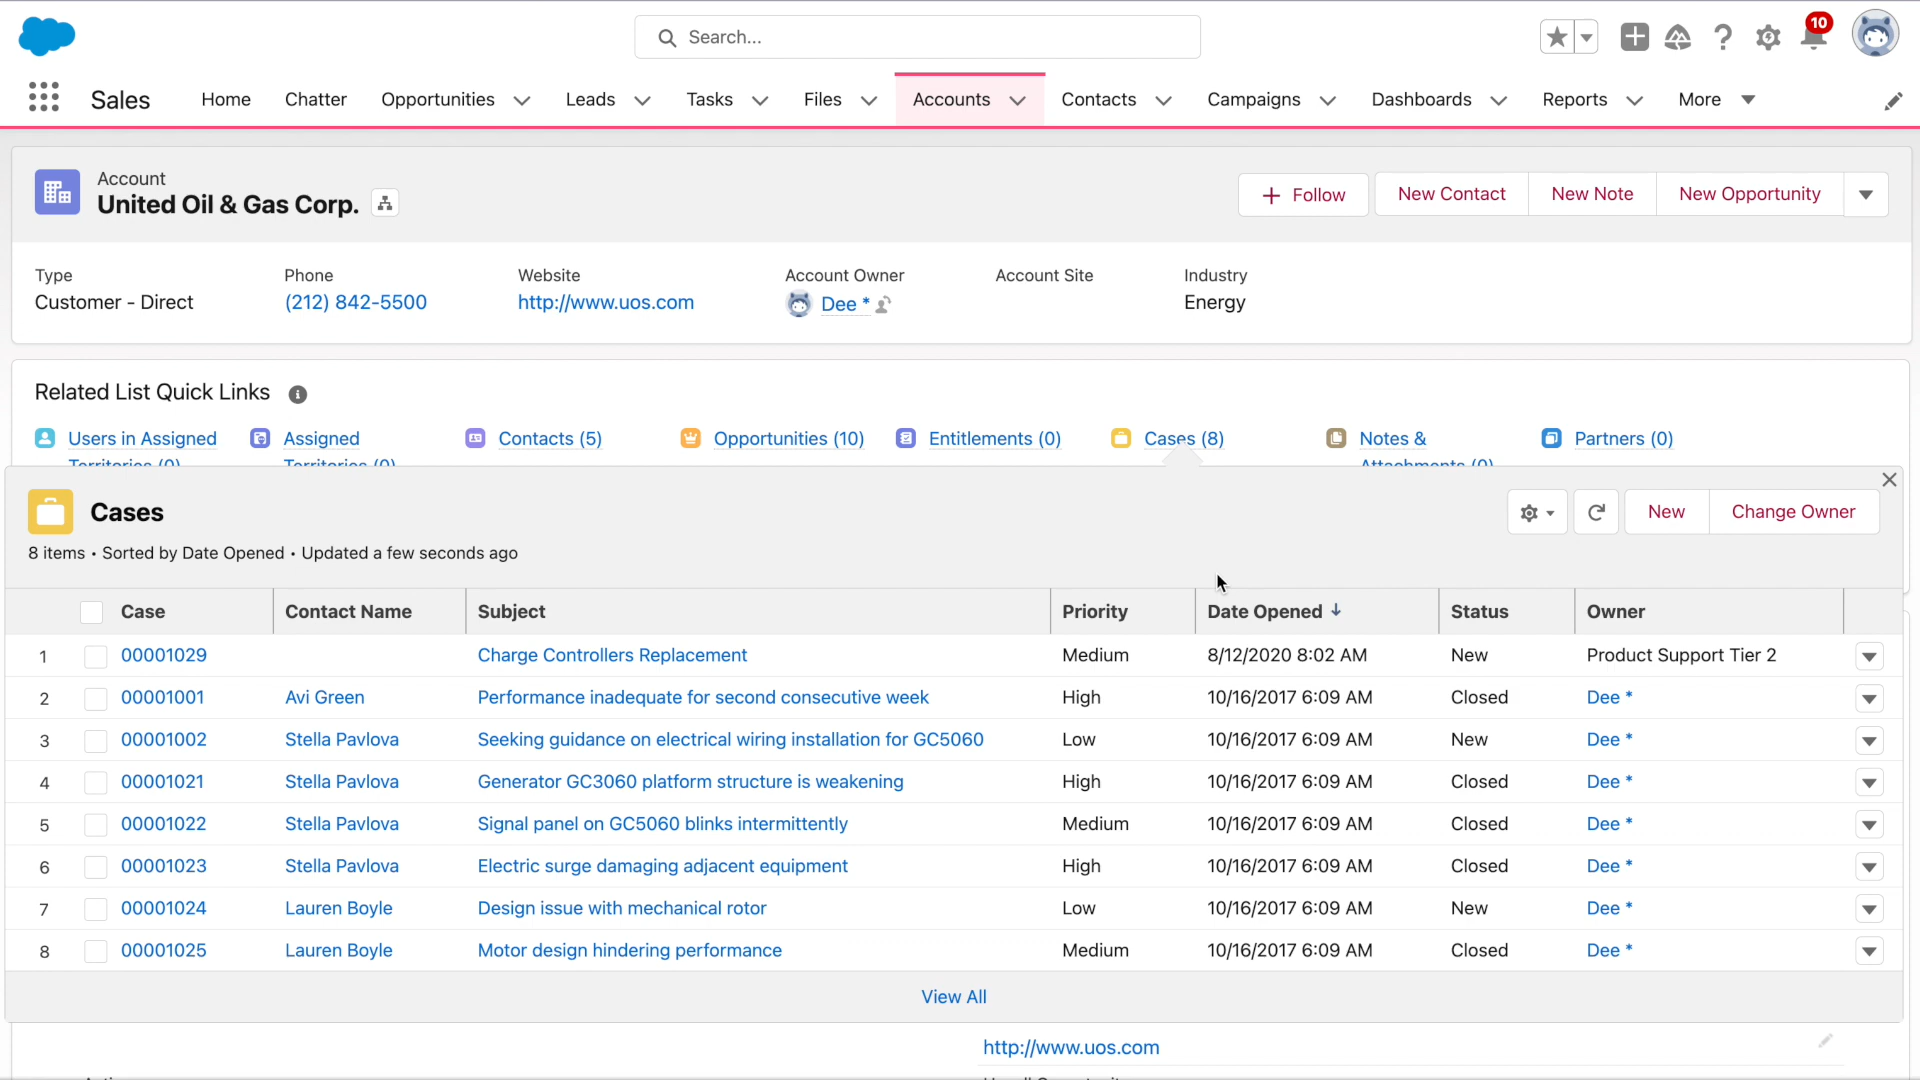 Search...
10
Sales
Home
Chatter
Opportunities
Leads
Tasks
Files
Accounts
Contacts
Campaigns
Dashboards
Reports
More
Account
United Oil & Gas Corp.
Follow
New Contact
New Note
New Opportunity
Type
Phone
Website
Account Owner
Account Site
Industry
Customer - Direct
(212) 842-5500
http://www.uos.com
Dee *
Energy
Related List Quick Links
Users in Assigned
Territories (0)
Assigned
Territories (0)
Contacts (5)
Opportunities (10)
Entitlements (0)
Cases (8)
Notes &
Attachments (0)
Partners (0)
Cases
New
Change Owner
8 items • Sorted by Date Opened • Updated a few seconds ago
Case Contact Name Subject Priority Date Opened Status Owner
1 00001029 Charge Controllers Replacement Medium 8/12/2020 8:02 AM New Product Support Tier 2
2 00001001 Avi Green Performance inadequate for second consecutive week High 10/16/2017 6:09 AM Closed Dee *
3 00001002 Stella Pavlova Seeking guidance on electrical wiring installation for GC5060 Low 10/16/2017 6:09 AM New Dee *
4 00001021 Stella Pavlova Generator GC3060 platform structure is weakening High 10/16/2017 6:09 AM Closed Dee *
5 00001022 Stella Pavlova Signal panel on GC5060 blinks intermittently Medium 10/16/2017 6:09 AM Closed Dee *
6 00001023 Stella Pavlova Electric surge damaging adjacent equipment High 10/16/2017 6:09 AM Closed Dee *
7 00001024 Lauren Boyle Design issue with mechanical rotor Low 10/16/2017 6:09 AM New Dee *
8 00001025 Lauren Boyle Motor design hindering performance Medium 10/16/2017 6:09 AM Closed Dee *
View All
http://www.uos.com